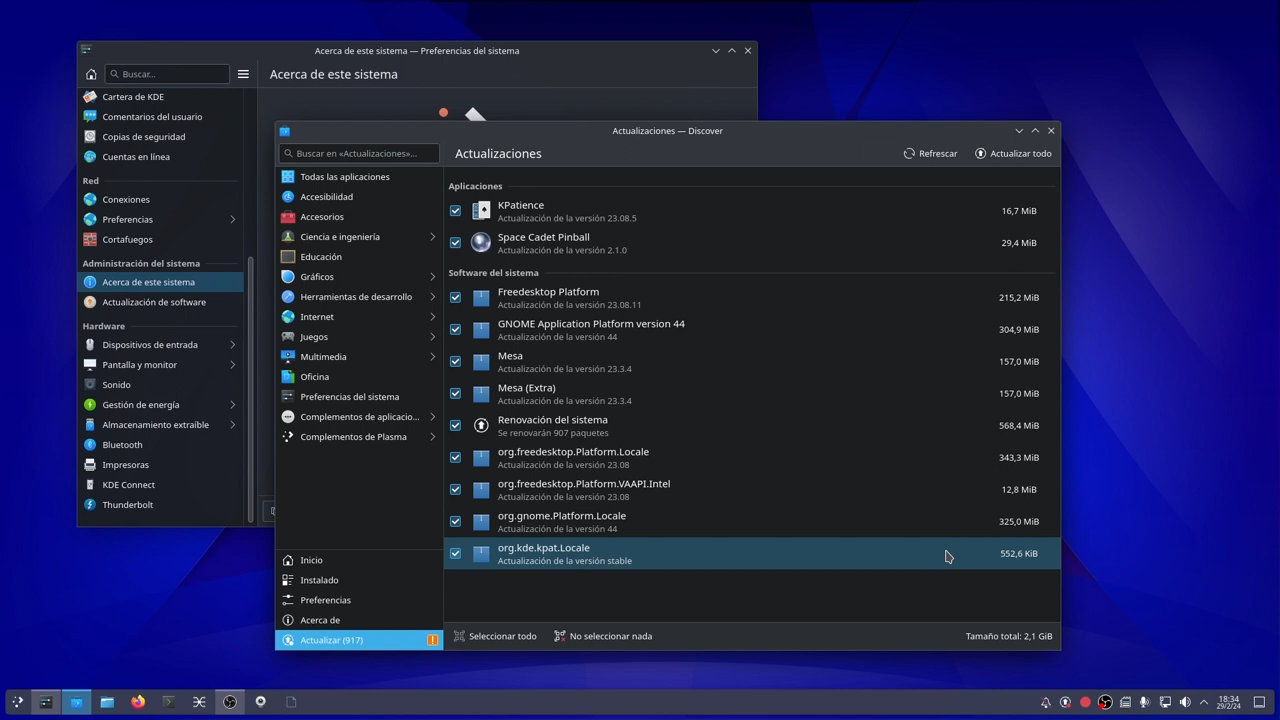 Acerca de este sistema — Preferencias del sistema
Buscar...
Acerca de este sistema
Cartera de KDE
Comentarios del usuario
Copias de seguridad
Cuentas en línea
Red
Conexiones
Preferencias
Cortafuegos
Administración del sistema
Acerca de este sistema
Actualización de software
Hardware
Dispositivos de entrada
Pantalla y monitor
Sonido
Gestión de energía
Almacenamiento extraíble
Bluetooth
Impresoras
KDE Connect
Thunderbolt
Actualizaciones — Discover
Buscar en «Actualizaciones»...
Actualizaciones
Refrescar
Actualizar todo
Todas las aplicaciones
Accesibilidad
Accesorios
Ciencia e ingeniería
Educación
Gráficos
Herramientas de desarrollo
Internet
Juegos
Multimedia
Oficina
Preferencias del sistema
Complementos de aplicacio...
Complementos de Plasma
Inicio
Instalado
Preferencias
Acerca de
Actualizar (917)
Aplicaciones
KPatience
Actualización de la versión 23.08.5
16,7 MiB
Space Cadet Pinball
Actualización de la versión 2.1.0
29,4 MiB
Software del sistema
Freedesktop Platform
Actualización de la versión 23.08.11
215,2 MiB
GNOME Application Platform version 44
Actualización de la versión 44
304,9 MiB
Mesa
Actualización de la versión 23.3.4
157,0 MiB
Mesa (Extra)
Actualización de la versión 23.3.4
157,0 MiB
Renovación del sistema
Se renovarán 907 paquetes
568,4 MiB
org.freedesktop.Platform.Locale
Actualización de la versión 23.08
343,3 MiB
org.freedesktop.Platform.VAAPI.Intel
Actualización de la versión 23.08
12,8 MiB
org.gnome.Platform.Locale
Actualización de la versión 44
325,0 MiB
org.kde.kpat.Locale
Actualización de la versión stable
552,6 KiB
Seleccionar todo
No seleccionar nada
Tamaño total: 2,1 GiB
18:34
29/2/24